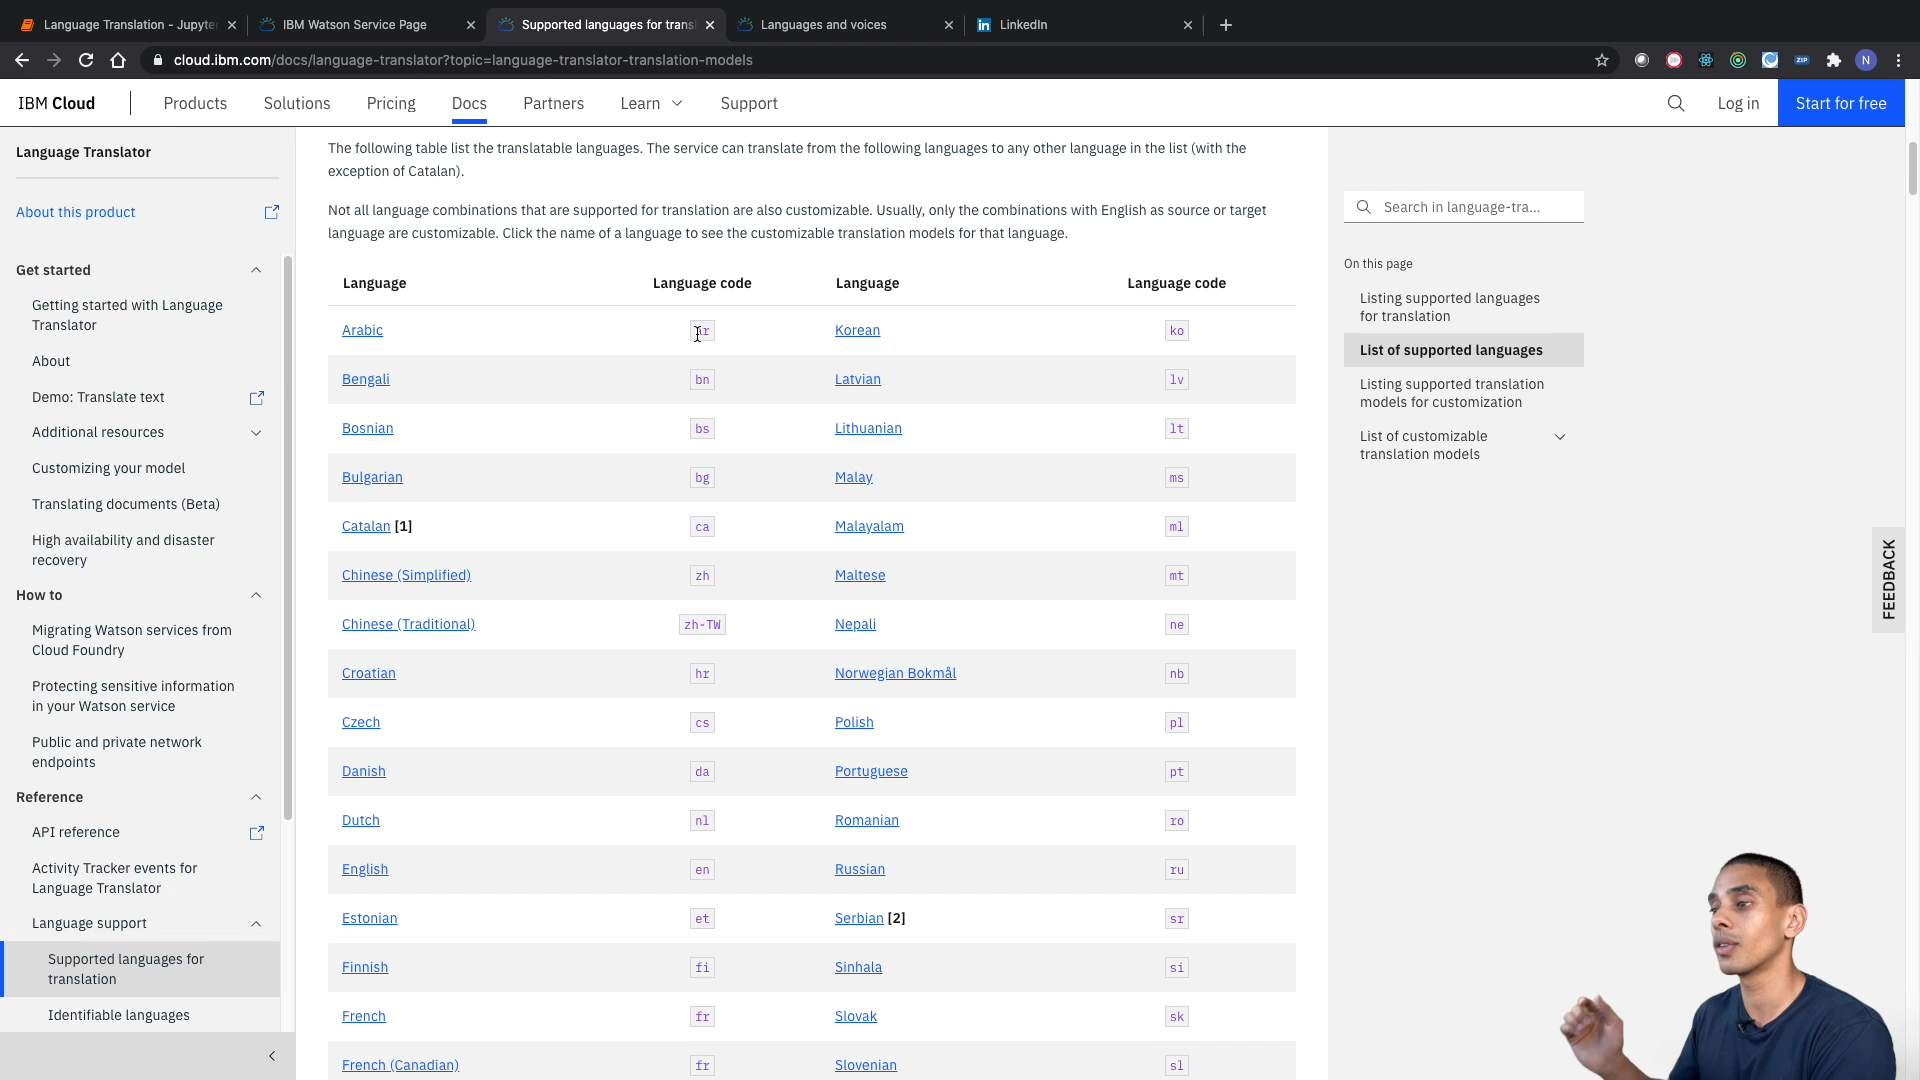 Language Translation - Jupyte
IBM Watson Service Page
Supported languages for trans
Languages and voices
LinkedIn
cloud.ibm.com/docs/language-translator?topic=language-translator-translation-models
ZIP
N
IBM Cloud
Products
Solutions
Pricing
Docs
Partners
Learn
Support
Log in
Start for free
Language Translator
About this product
Get started
Getting started with Language
Translator
About
Demo: Translate text
Additional resources
Customizing your model
Translating documents (Beta)
High availability and disaster
recovery
How to
Migrating Watson services from
Cloud Foundry
Protecting sensitive information
in your Watson service
Public and private network
endpoints
Reference
API reference
Activity Tracker events for
Language Translator
Language support
Supported languages for
translation
Identifiable languages
The following table list the translatable languages. The service can translate from the following languages to any other language in the list (with the
exception of Catalan).
Not all language combinations that are supported for translation are also customizable. Usually, only the combinations with English as source or target
language are customizable. Click the name of a language to see the customizable translation models for that language.
Language Language code Language Language code
Arabic ar Korean ko
Bengali bn Latvian lv
Bosnian bs Lithuanian lt
Bulgarian bg Malay ms
Catalan [1] ca Malayalam ml
Chinese (Simplified) zh Maltese mt
Chinese (Traditional) zh-TW Nepali ne
Croatian hr Norwegian Bokmål nb
Czech cs Polish pl
Danish da Portuguese pt
Dutch nl Romanian ro
English en Russian ru
Estonian et Serbian [2] sr
Finnish fi Sinhala si
French fr Slovak sk
French (Canadian) fr Slovenian sl
Search in language-tra...
On this page
Listing supported languages
for translation
List of supported languages
Listing supported translation
models for customization
List of customizable
translation models
FEEDBACK